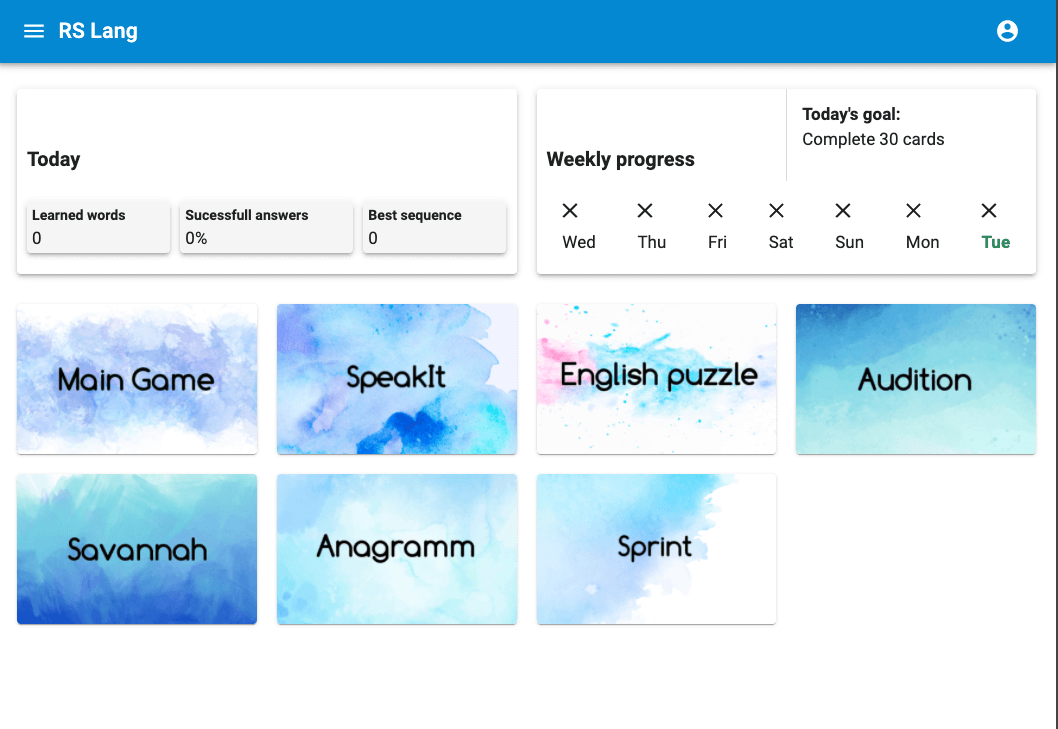 RS Lang
Today
Learned words
0
Sucessfull answers
0%
Best sequence
0
Weekly progress
Today's goal:
Complete 30 cards
Wed Thu Fri Sat Sun Mon Tue
Main Game
SpeakIt
English puzzle
Audition
Savannah
Anagramm
Sprint